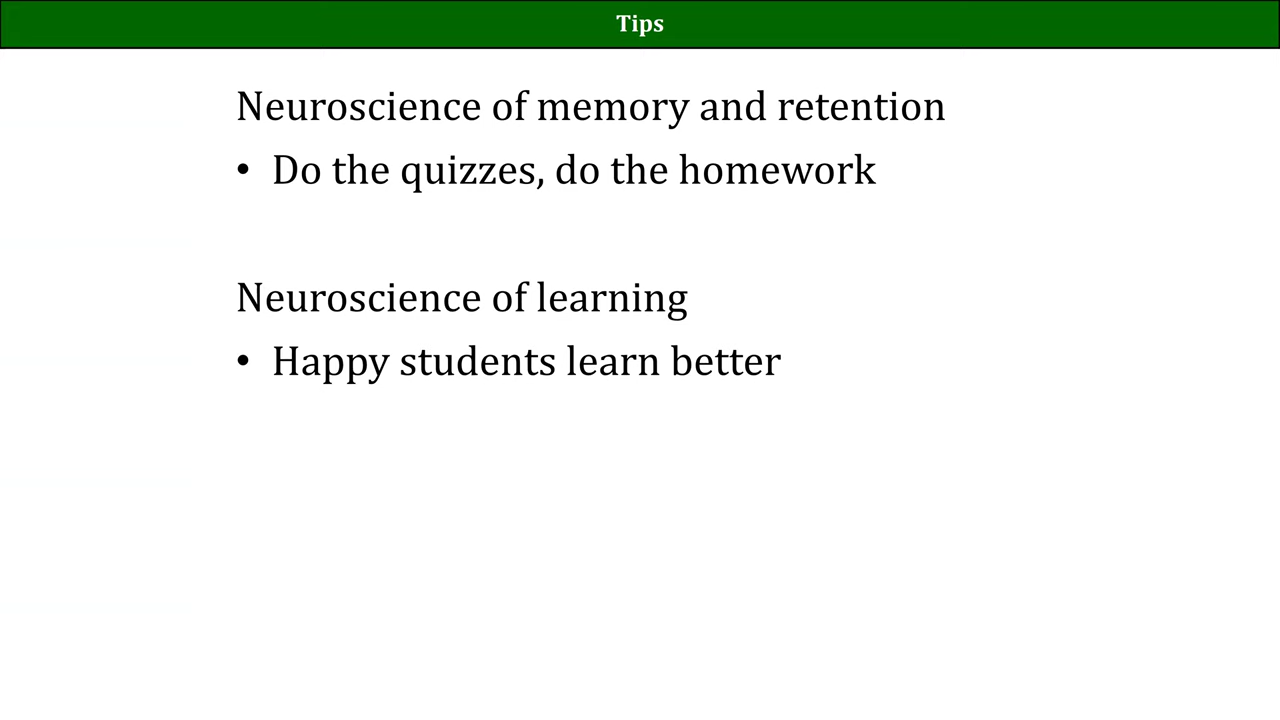 Tips
Neuroscience of memory and retention
• Do the quizzes, do the homework
Neuroscience of learning
• Happy students learn better